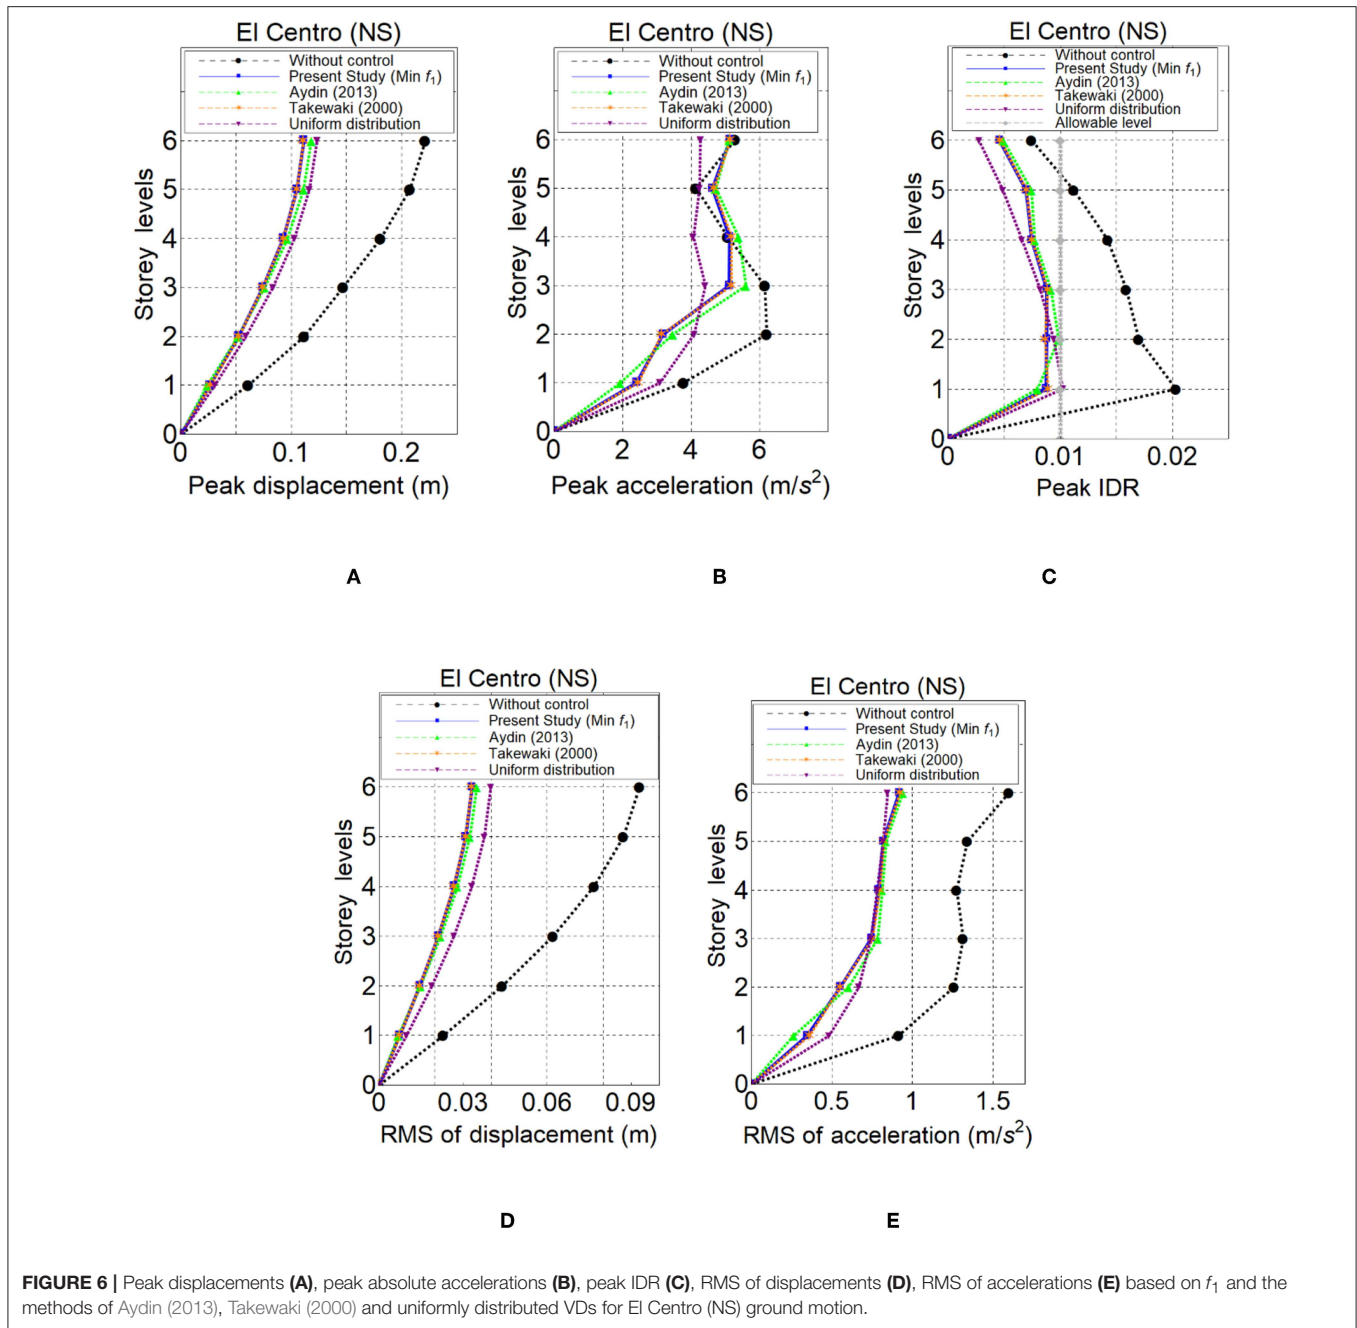 El Centro (NS)
Without control
Present Study (Min f₁)
Aydin (2013)
Takewaki (2000)
Uniform distribution
Storey levels
6
5
4
3
2
1
0
0 0.1 0.2
Peak displacement (m)
A
El Centro (NS)
Without control
Present Study (Min f₁)
Aydin (2013)
Takewaki (2000)
Uniform distribution
Storey levels
6
5
4
3
2
1
0
0 2 4 6
Peak acceleration (m/s²)
B
El Centro (NS)
Without control
Present Study (Min f₁)
Aydin (2013)
Takewaki (2000)
Uniform distribution
Allowable level
Storey levels
6
5
4
3
2
1
0
0 0.01 0.02
Peak IDR
C
El Centro (NS)
Without control
Present Study (Min f₁)
Aydin (2013)
Takewaki (2000)
Uniform distribution
Storey levels
6
5
4
3
2
1
0
0 0.03 0.06 0.09
RMS of displacement (m)
D
El Centro (NS)
Without control
Present Study (Min f₁)
Aydin (2013)
Takewaki (2000)
Uniform distribution
Storey levels
6
5
4
3
2
1
0
0 0.5 1 1.5
RMS of acceleration (m/s²)
E
FIGURE 6 | Peak displacements (A), peak absolute accelerations (B), peak IDR (C), RMS of displacements (D), RMS of accelerations (E) based on f₁ and the
methods of Aydin (2013), Takewaki (2000) and uniformly distributed VDs for El Centro (NS) ground motion.